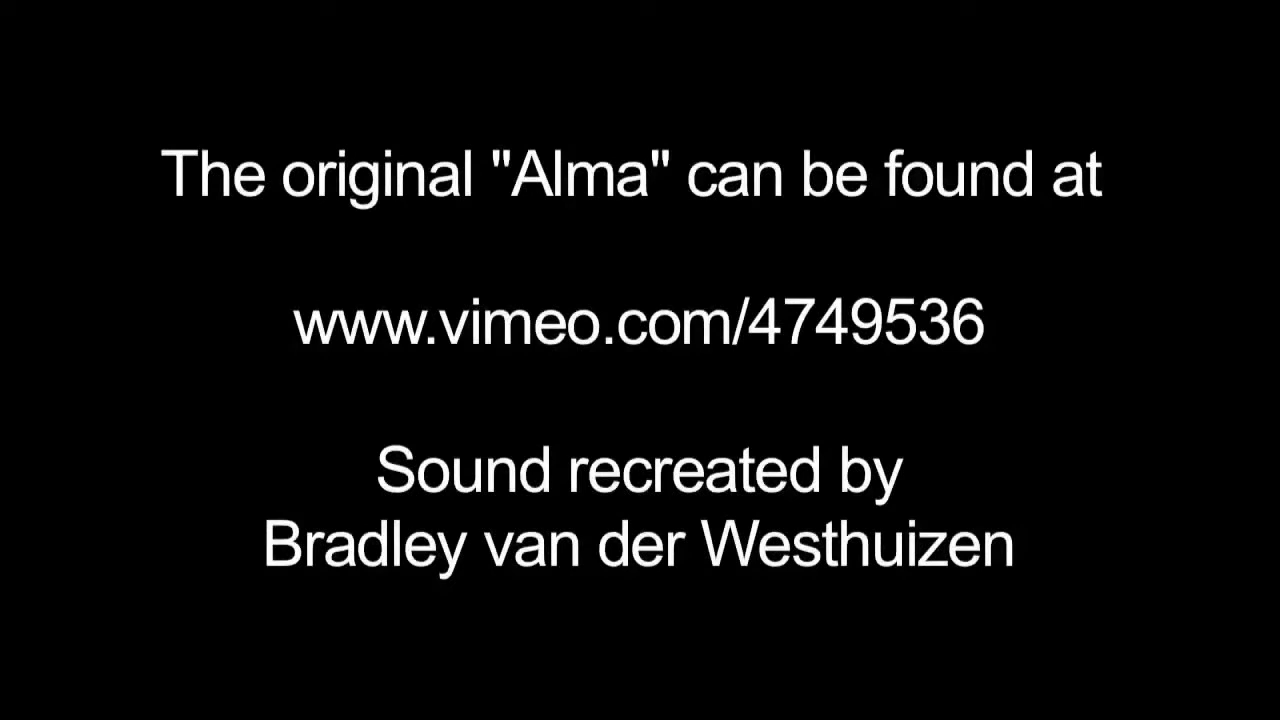 The original "Alma" can be found at
www.vimeo.com/4749536
Sound recreated by
Bradley van der Westhuizen